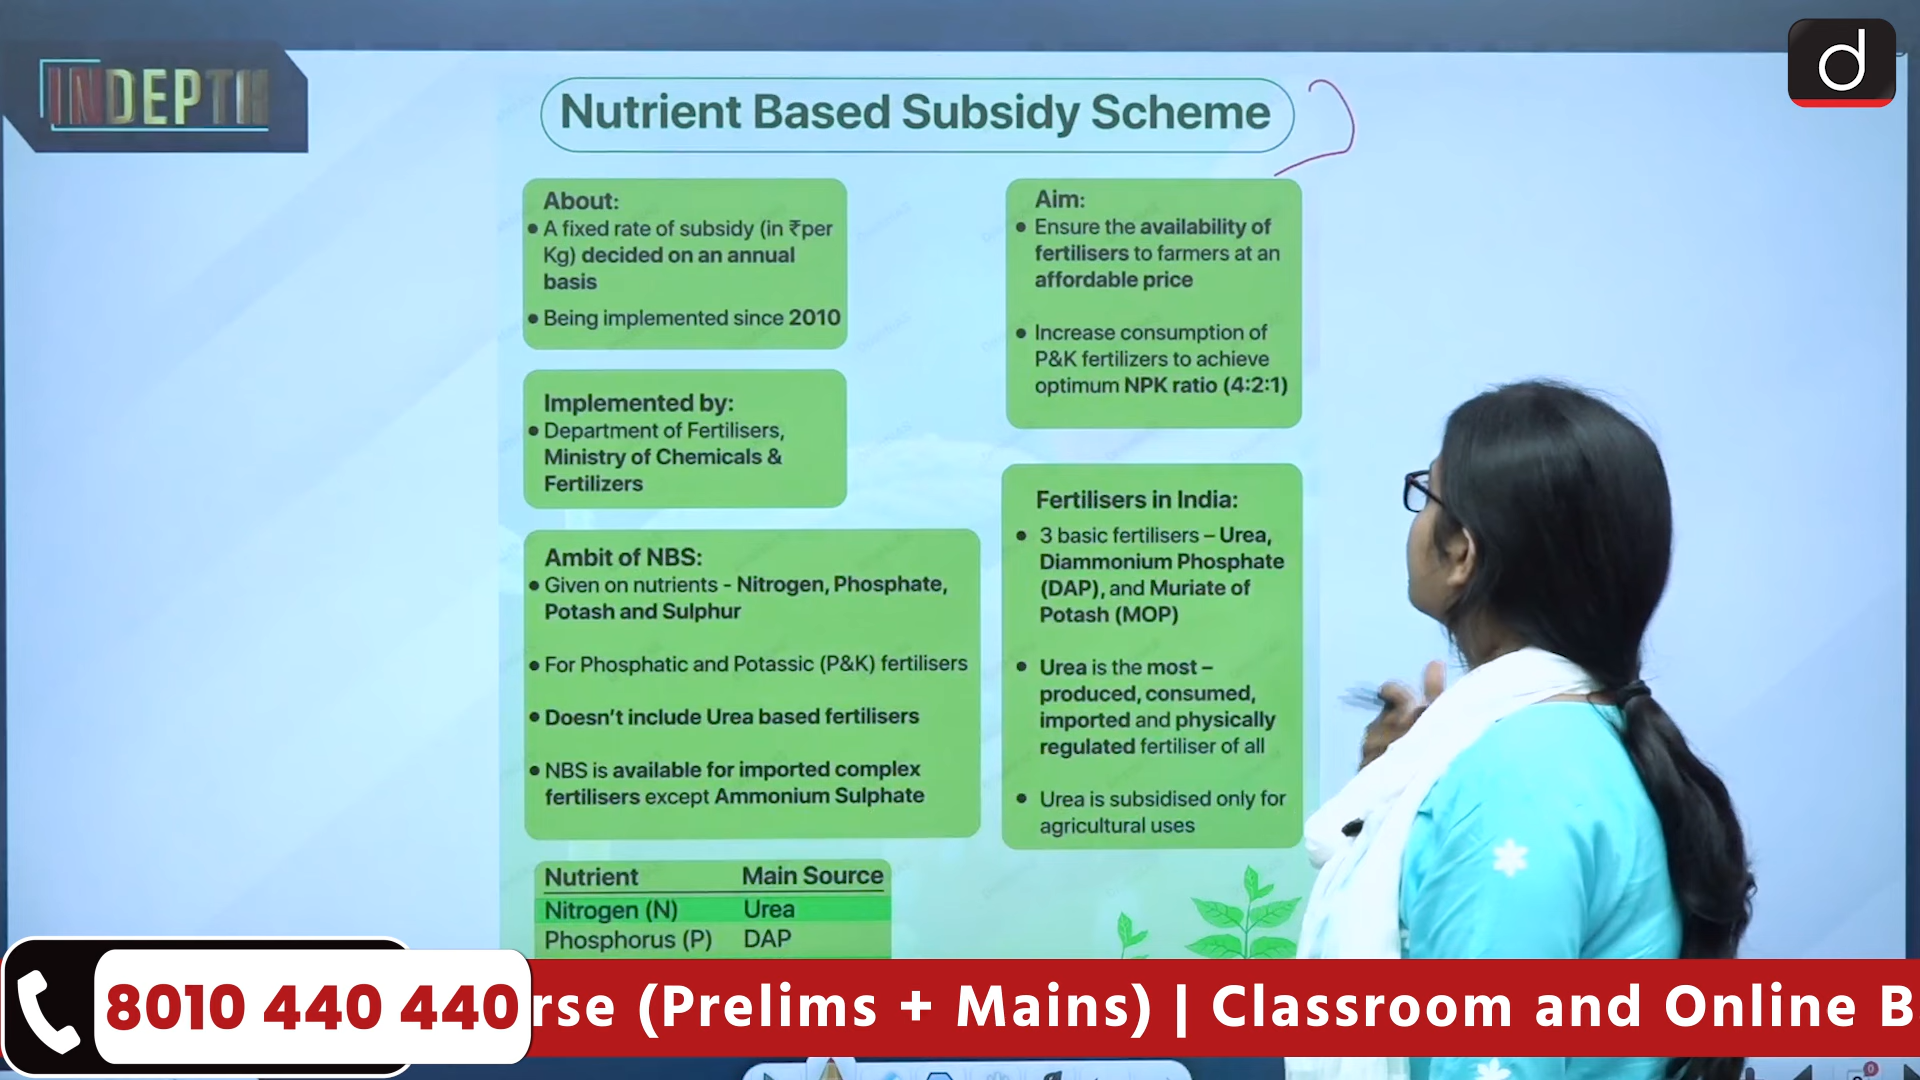 INDEPTH
d
Nutrient Based Subsidy Scheme
About:
• A fixed rate of subsidy (in ₹per
Kg) decided on an annual
basis
• Being implemented since 2010
Implemented by:
• Department of Fertilisers,
Ministry of Chemicals &
Fertilizers
Ambit of NBS:
• Given on nutrients - Nitrogen, Phosphate,
Potash and Sulphur
• For Phosphatic and Potassic (P&K) fertilisers
• Doesn't include Urea based fertilisers
• NBS is available for imported complex
fertilisers except Ammonium Sulphate
Nutrient Main Source
Nitrogen (N) Urea
Phosphorus (P) DAP
Aim:
• Ensure the availability of
fertilisers to farmers at an
affordable price
• Increase consumption of
P&K fertilizers to achieve
optimum NPK ratio (4:2:1)
Fertilisers in India:
• 3 basic fertilisers – Urea,
Diammonium Phosphate
(DAP), and Muriate of
Potash (MOP)
• Urea is the most –
produced, consumed,
imported and physically
regulated fertiliser of all
• Urea is subsidised only for
agricultural uses
8010 440 440
rse (Prelims + Mains) | Classroom and Online B